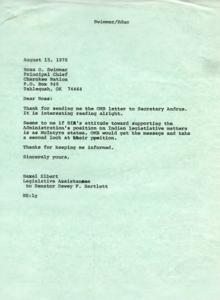 Swimmer/Misc
August 15, 1978
Ross O. Swimmer
Principal Chief
Cherokee Nation
P.O. Box 948
Tahlequah, OK 74464
Dear Ross:
Thank for sending me the OMB letter to Secretary Andrus.
It is interesting reading alright.
Seems to me if BIA's attitude toward supporting the
Administration's position on Indian legislative matters
is as McIntyre states, OMB would get the message and take
a second look at their position.
Thanks for keeping me informed.
Sincerely yours,
Hazel Elbert
Legislative Assistant
to Senator Dewey F. Bartlett
HE:lg